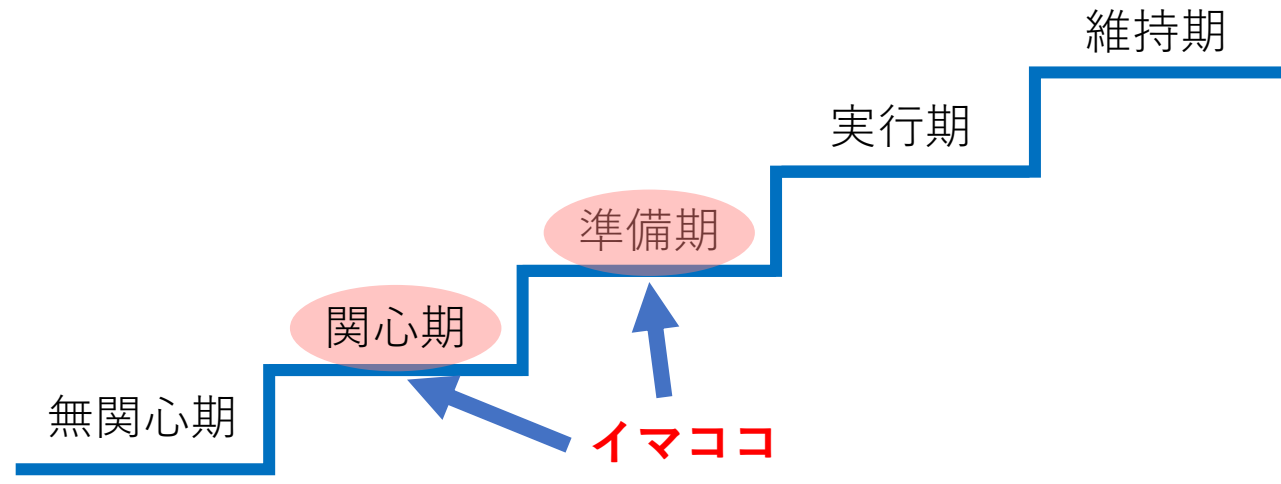 維持期
実行期
準備期
関心期
無関心期
イマココ